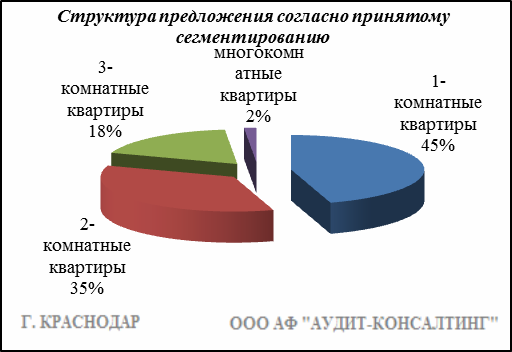 Структура предложения согласно принятому
сегментированию
многокомн
атные
квартиры
2%
1-
комнатные
квартиры
45%
3-
комнатные
квартиры
18%
2-
комнатные
квартиры
35%
Г. КРАСНОДАР
ООО АФ "АУДИТ-КОНСАЛТИНГ"